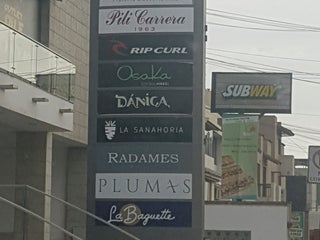 Pili Carrera
1963
RIP CURL
Osaka
DÁNICA
LA SANAHORIA
RADAMES
PLUMAS
La Baguette
SUBWAY